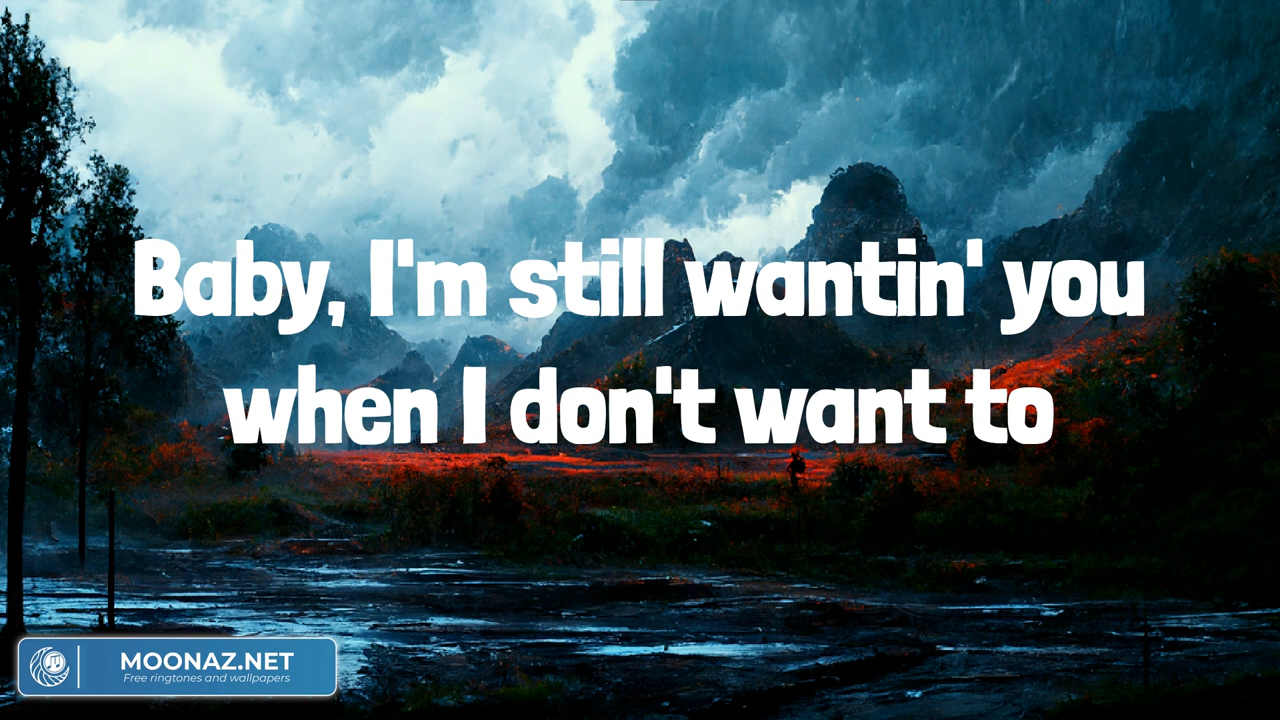 Baby, I'm still wantin' you
when I don't want to
MOONAZ.NET
Free ringtones and wallpapers